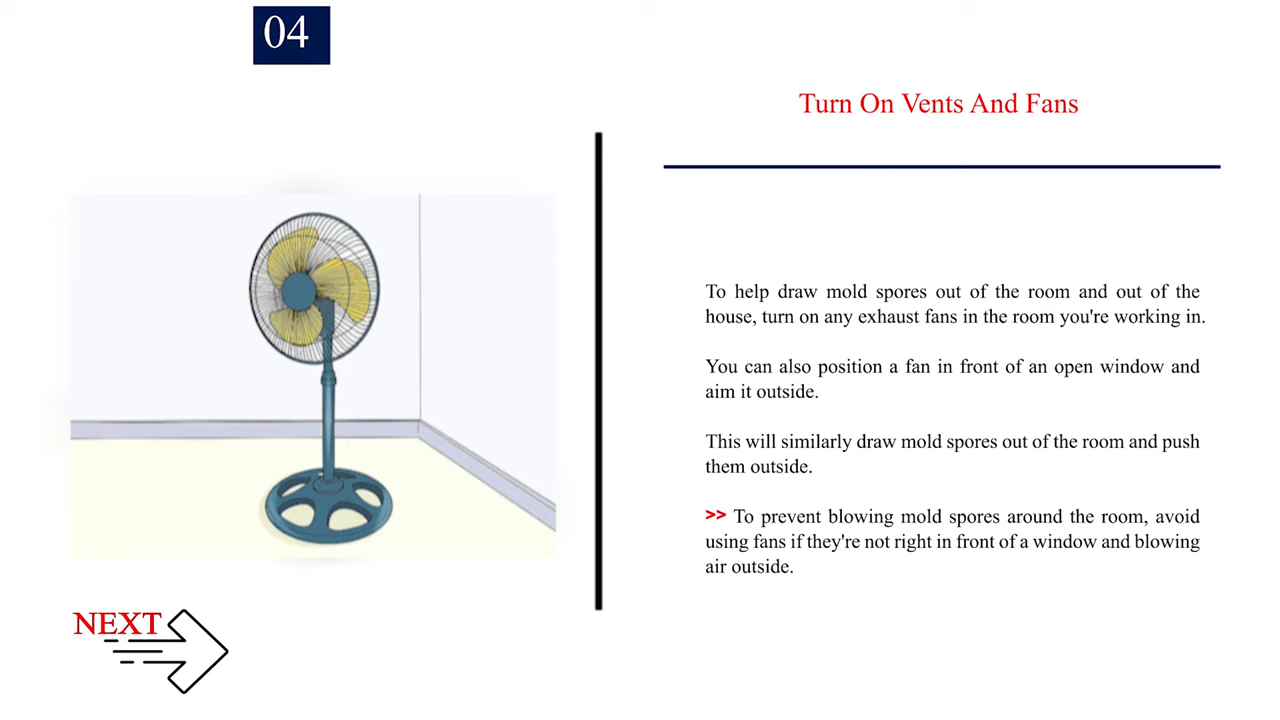 04
Turn On Vents And Fans
To help draw mold spores out of the room and out of the
house, turn on any exhaust fans in the room you're working in.
You can also position a fan in front of an open window and
aim it outside.
This will similarly draw mold spores out of the room and push
them outside.
>> To prevent blowing mold spores around the room, avoid
using fans if they're not right in front of a window and blowing
air outside.
NEXT